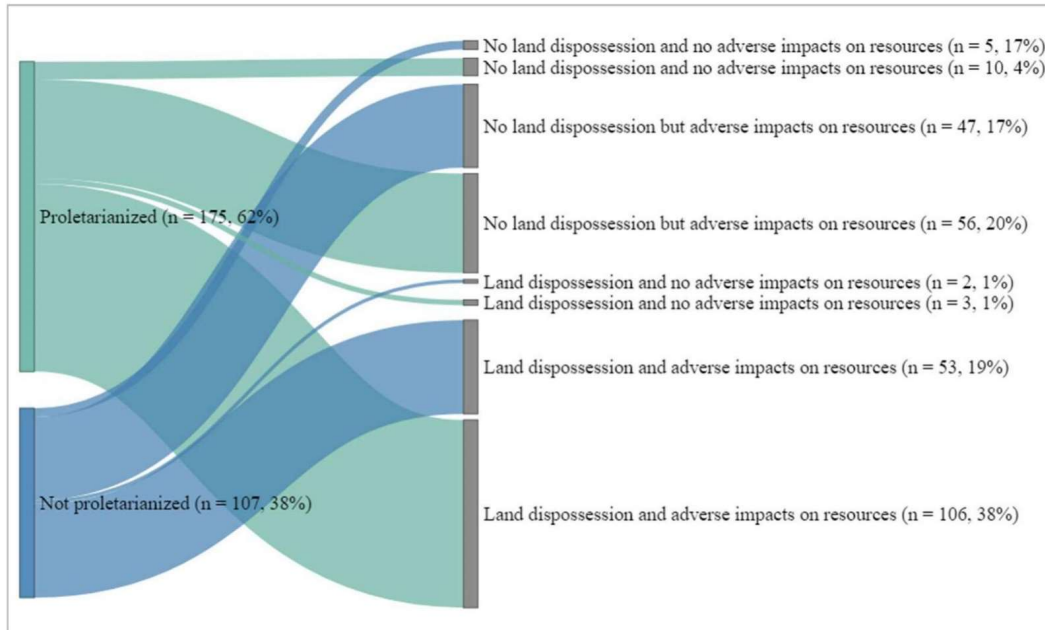 No land dispossession and no adverse impacts on resources (n = 5, 17%)
No land dispossession and no adverse impacts on resources (n = 10, 4%)
No land dispossession but adverse impacts on resources (n = 47, 17%)
Proletarianized (n = 175, 62%)
No land dispossession but adverse impacts on resources (n = 56, 20%)
Land dispossession and no adverse impacts on resources (n = 2, 1%)
Land dispossession and no adverse impacts on resources (n = 3, 1%)
Land dispossession and adverse impacts on resources (n = 53, 19%)
Not proletarianized (n = 107, 38%)
Land dispossession and adverse impacts on resources (n = 106, 38%)